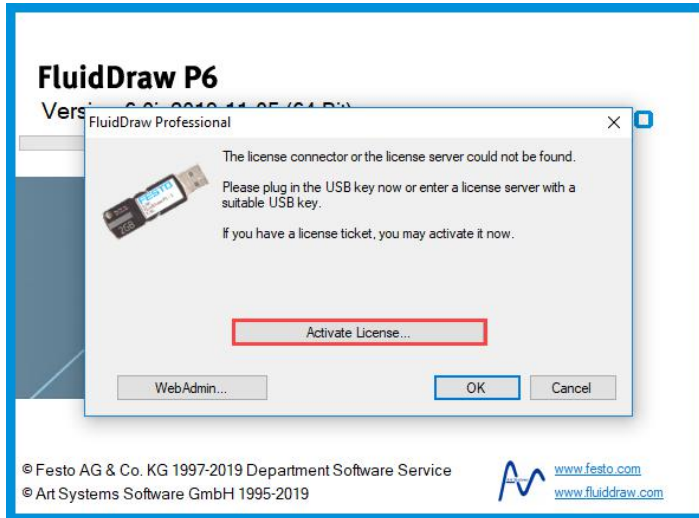 FluidDraw P6
FluidDraw Professional
The license connector or the license server could not be found.
Please plug in the USB key now or enter a license server with a
suitable USB key.
If you have a license ticket, you may activate it now.
FESTO
2GB
Activate License...
WebAdmin...
OK
Cancel
© Festo AG & Co. KG 1997-2019 Department Software Service
© Art Systems Software GmbH 1995-2019
www.festo.com
www.fluiddraw.com